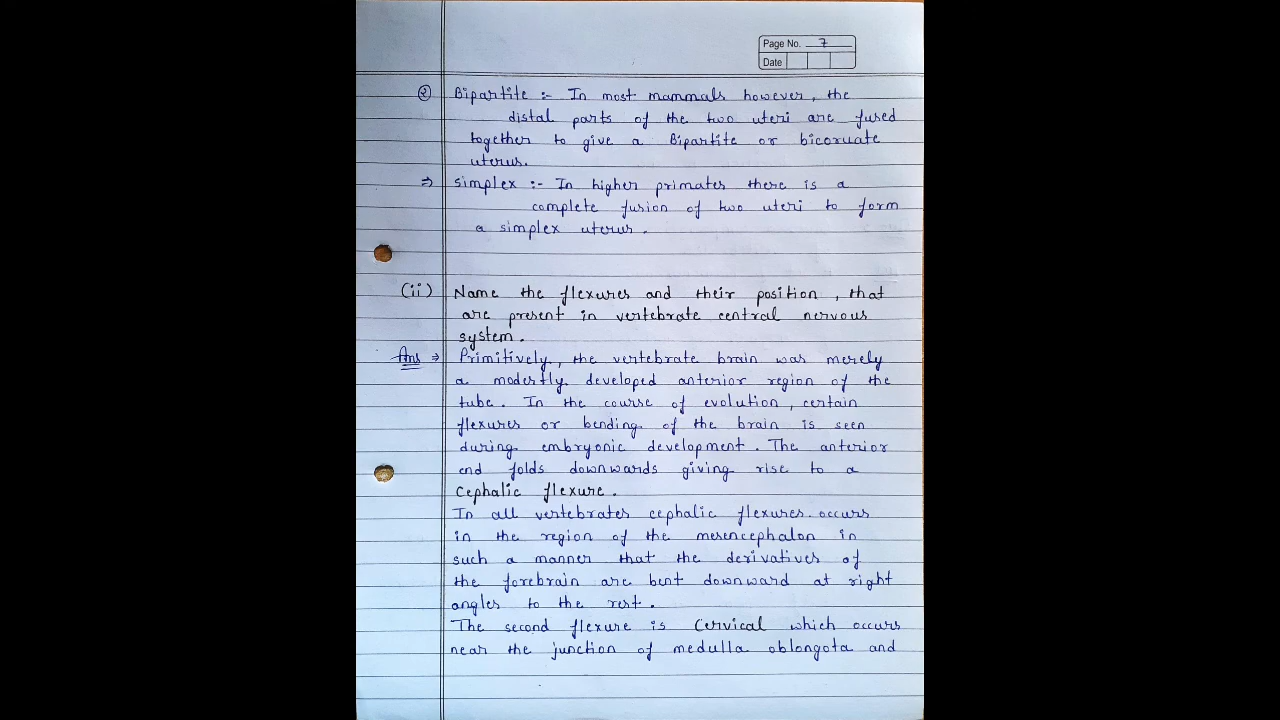 Page No. 7
Date
② Bipartite :- In most mammals however, the
distal parts of the two uteri are fused
together to give a Bipartite or bicornuate
uterus.
⇒ Simplex :- In higher primates there is a
complete fusion of two uteri to form
a simplex uterus.
(ii) Name the flexures and their position, that
are present in vertebrate central nervous
system.
Ans ⇒ Primitively, the vertebrate brain was merely
a modestly developed anterior region of the
tube. In the course of evolution, certain
flexures or bending of the brain is seen
during embryonic development. The anterior
end folds downwards giving rise to a
Cephalic flexure.
In all vertebrates cephalic flexures occurs
in the region of the mesencephalon in
such a manner that the derivatives of
the forebrain are bent downward at right
angles to the rest.
The second flexure is Cervical which occurs
near the junction of medulla oblongota and